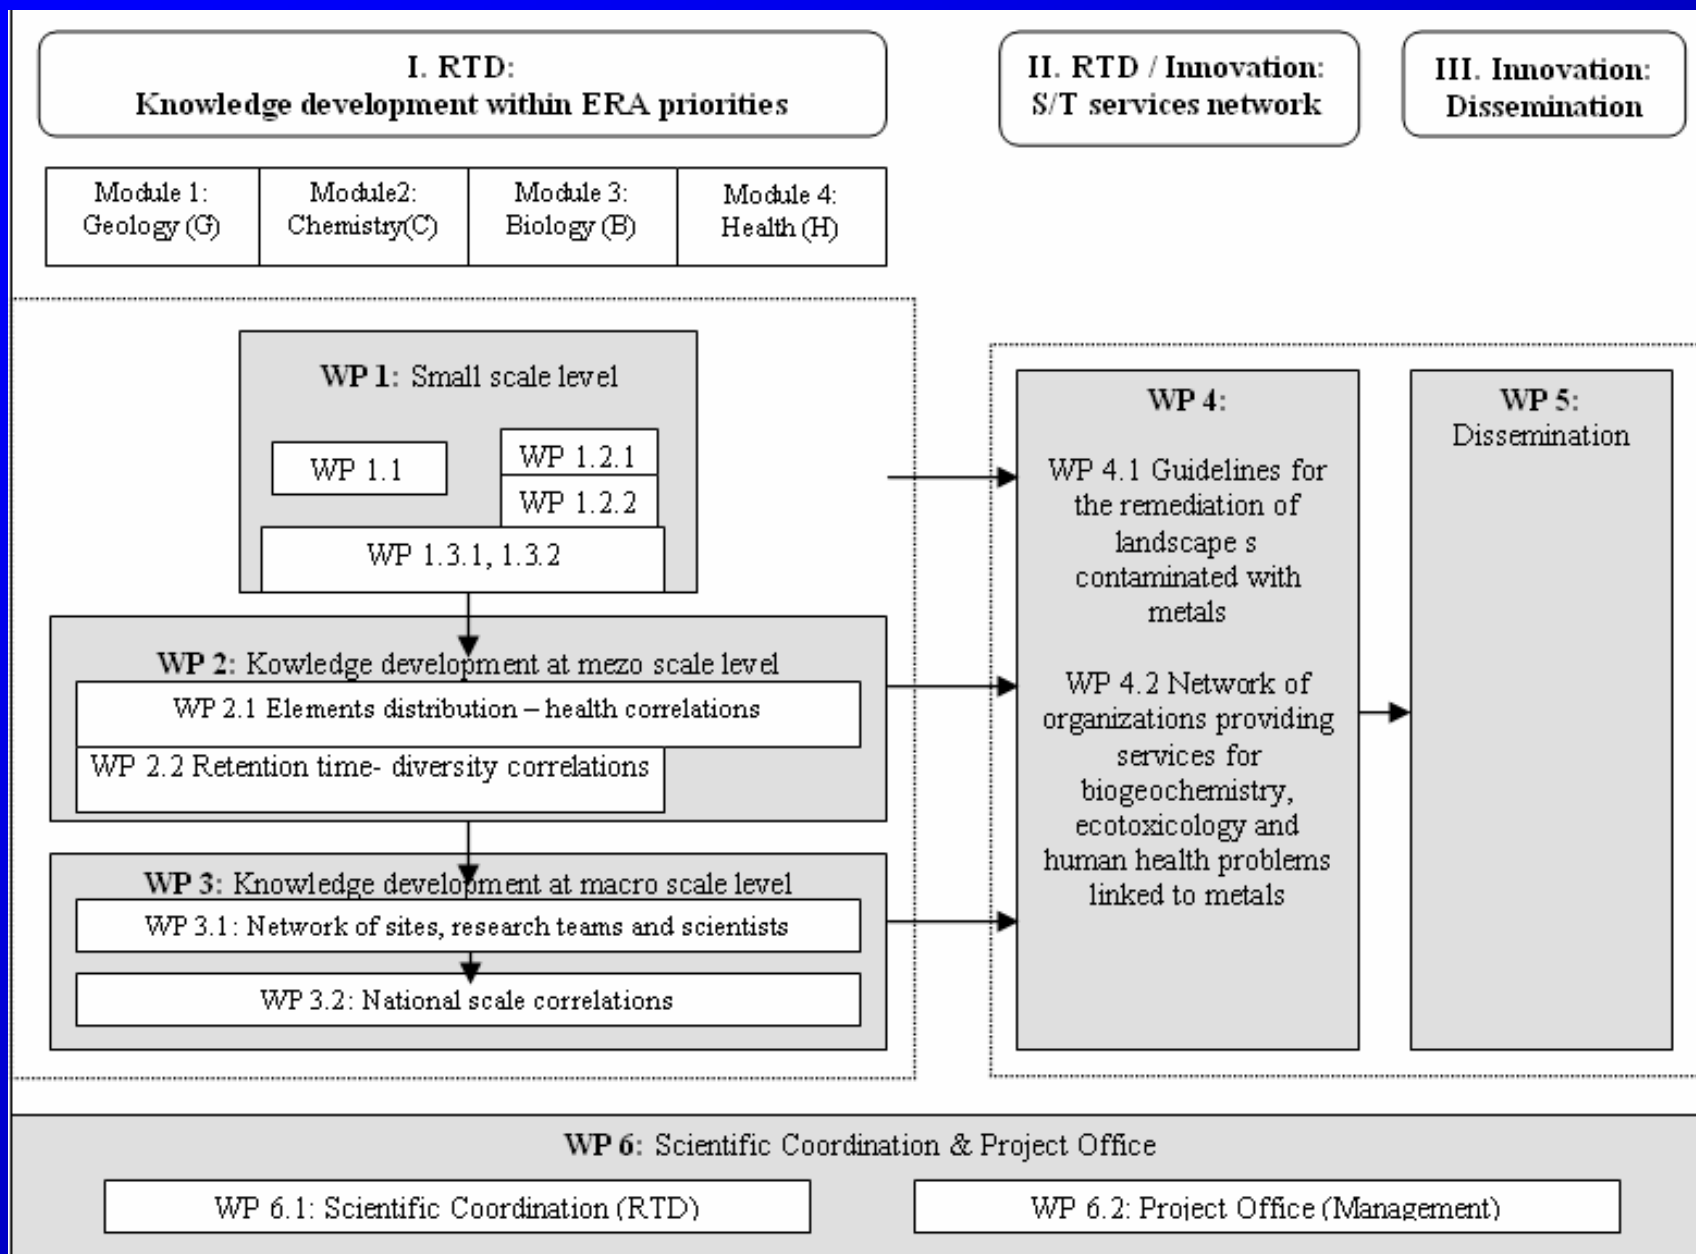 I. RTD:
Knowledge development within ERA priorities
II. RTD / Innovation:
S/T services network
III. Innovation:
Dissemination
Module 1:
Geology (G)
Module2:
Chemistry(C)
Module 3:
Biology (B)
Module 4:
Health (H)
WP 1: Small scale level
WP 1.1
WP 1.2.1
WP 1.2.2
WP 1.3.1, 1.3.2
WP 2: Kowledge development at mezo scale level
WP 2.1 Elements distribution – health correlations
WP 2.2 Retention time- diversity correlations
WP 3: Knowledge development at macro scale level
WP 3.1: Network of sites, research teams and scientists
WP 3.2: National scale correlations
WP 4:
WP 4.1 Guidelines for
the remediation of
landscape s
contaminated with
metals
WP 4.2 Network of
organizations providing
services for
biogeochemistry,
ecotoxicology and
human health problems
linked to metals
WP 5:
Dissemination
WP 6: Scientific Coordination & Project Office
WP 6.1: Scientific Coordination (RTD)
WP 6.2: Project Office (Management)